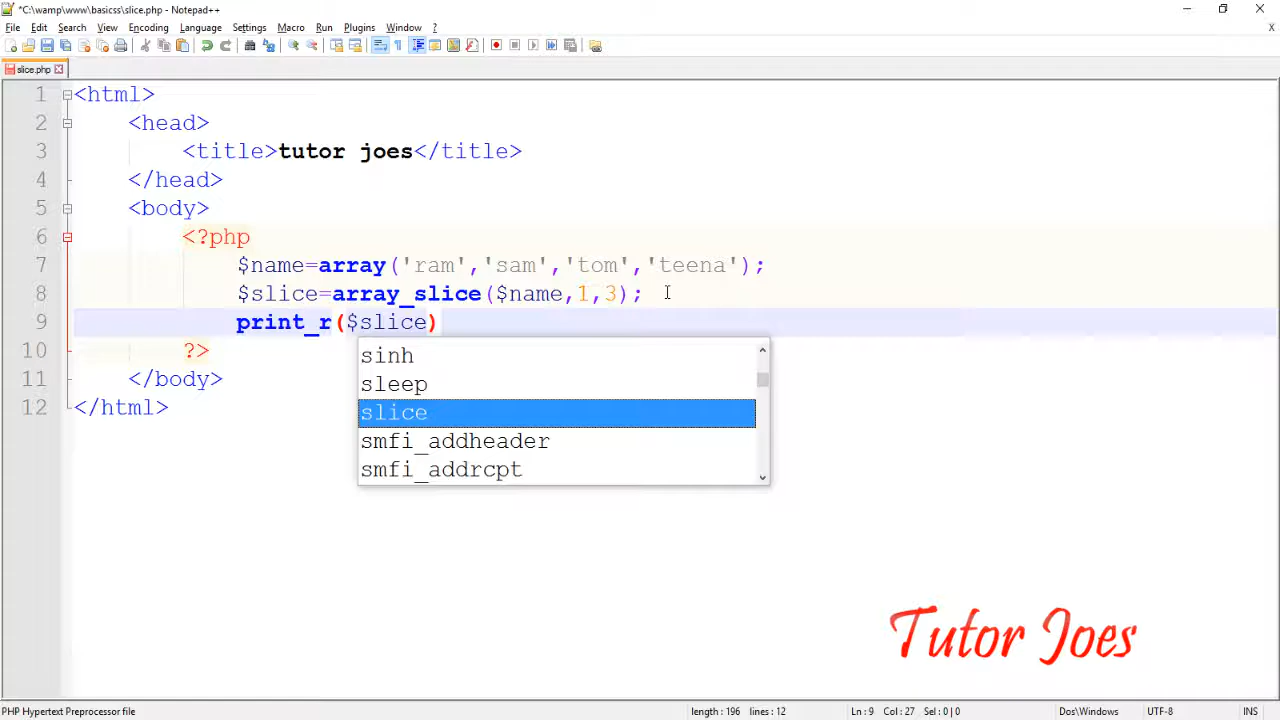 *C:\wamp\www\basicss\slice.php - Notepad++
File Edit Search View Encoding Language Settings Macro Run Plugins Window ?
X
slice.php
1 <html>
2 <head>
3 <title>tutor joes</title>
4 </head>
5 <body>
6 <?php
7 $name=array('ram','sam','tom','teena');
8 $slice=array_slice($name,1,3);
9 print_r($slice)
sinh
10 ?>
sleep
11 </body>
slice
12 </html>
smfi_addheader
smfi_addrcpt
Tutor Joes
PHP Hypertext Preprocessor file length : 196 lines : 12 Ln : 9 Col : 27 Sel : 0 | 0 Dos\Windows UTF-8 INS